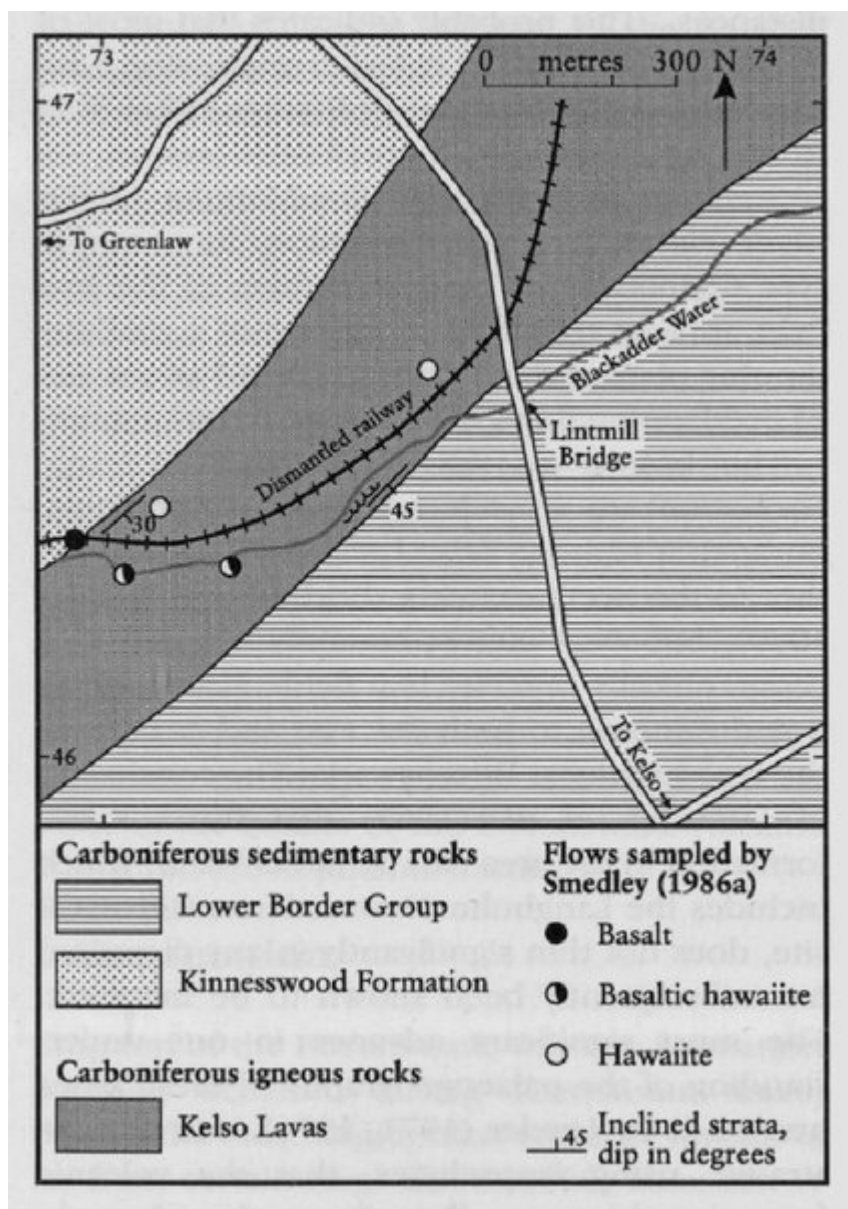 73
0 metres 300 N 74
47
To Greenlaw
Blackadder Water
Dismantled railway
Lintmill
Bridge
45
30
46
To Kelso
Carboniferous sedimentary rocks
Lower Border Group
Kinnesswood Formation
Carboniferous igneous rocks
Kelso Lavas
Flows sampled by
Smedley (1986a)
Basalt
Basaltic hawaiite
Hawaiite
45 Inclined strata,
dip in degrees